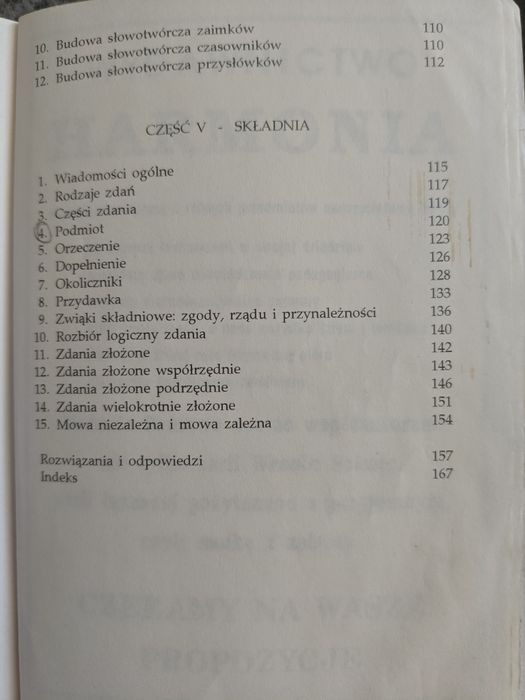 10. Budowa słowotwórcza zaimków 110
11. Budowa słowotwórcza czasowników 110
12. Budowa słowotwórcza przysłówków 112
CZĘŚĆ V - SKŁADNIA
1. Wiadomości ogólne 115
2. Rodzaje zdań 117
3. Części zdania 119
4. Podmiot 120
5. Orzeczenie 123
6. Dopełnienie 126
7. Okoliczniki 128
8. Przydawka 133
9. Zwiąki składniowe: zgody, rządu i przynależności 136
10. Rozbiór logiczny zdania 140
11. Zdania złożone 142
12. Zdania złożone współrzędnie 143
13. Zdania złożone podrzędnie 146
14. Zdania wielokrotnie złożone 151
15. Mowa niezależna i mowa zależna 154
Rozwiązania i odpowiedzi 157
Indeks 167